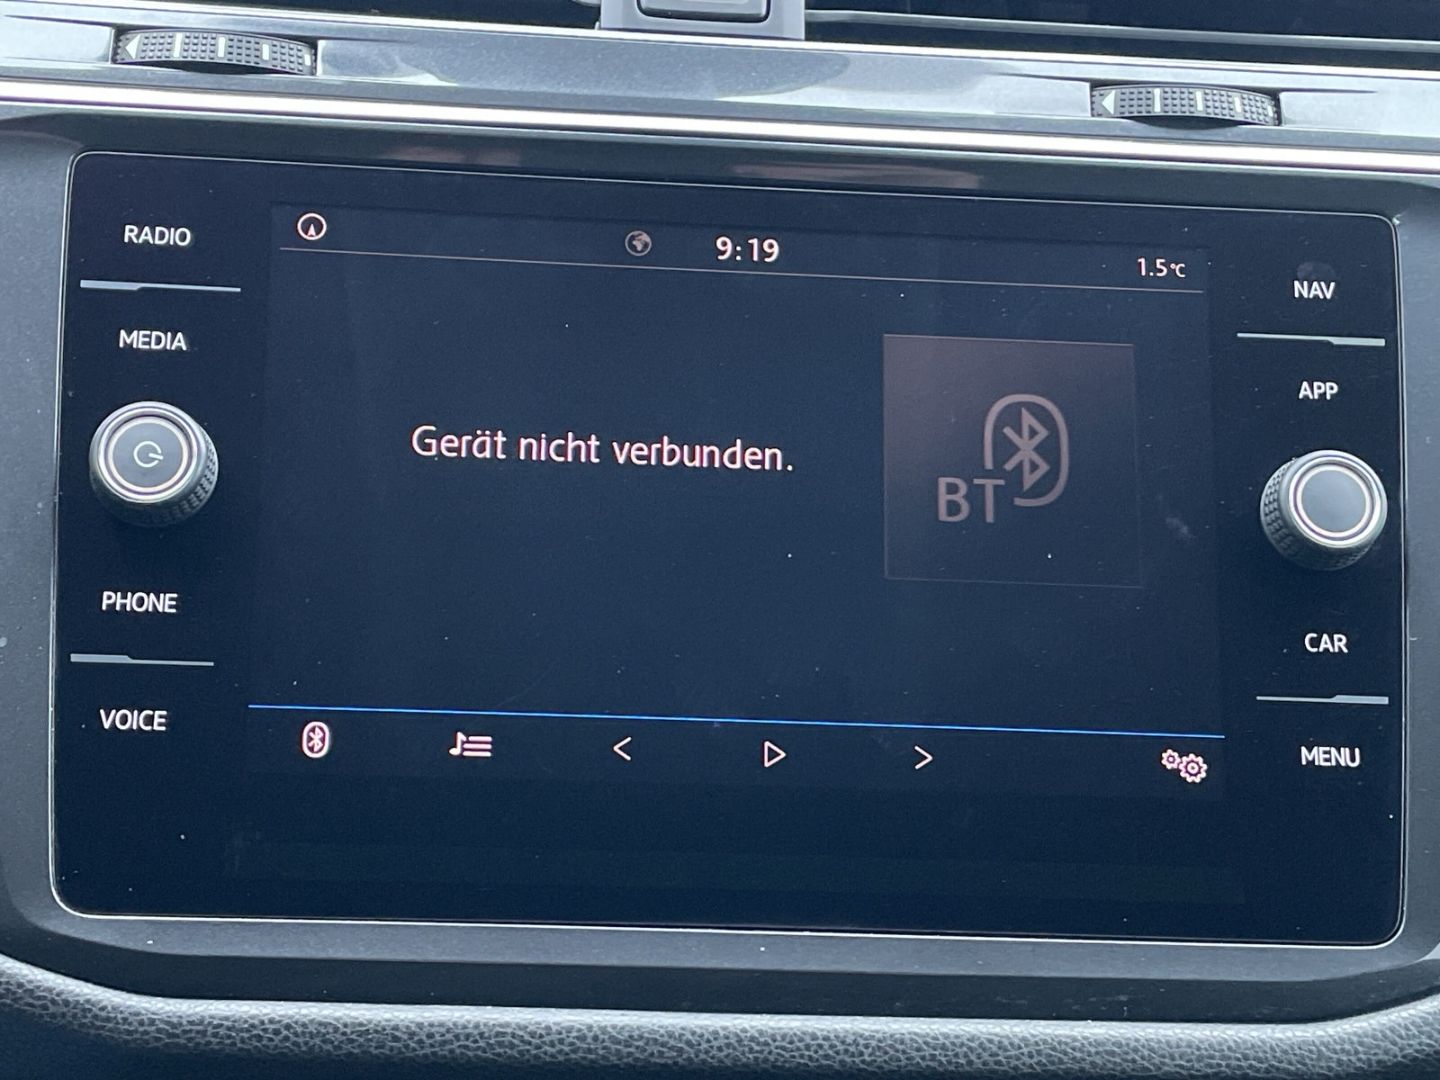 RADIO
MEDIA
PHONE
VOICE
9:19
1.5°C
Gerät nicht verbunden.
BT
NAV
APP
CAR
MENU